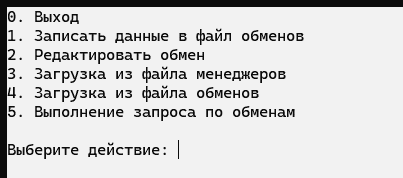 0. Выход
1. Записать данные в файл обменов
2. Редактировать обмен
3. Загрузка из файла менеджеров
4. Загрузка из файла обменов
5. Выполнение запроса по обменам
Выберите действие: